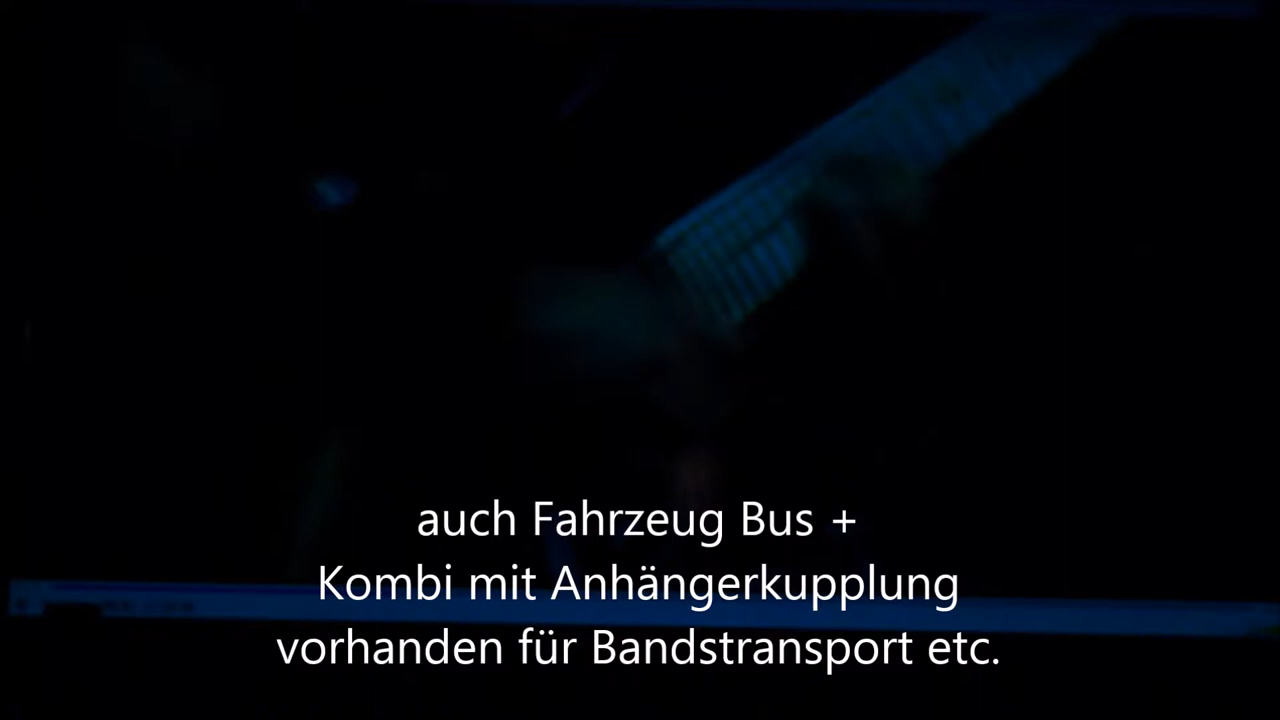 auch Fahrzeug Bus +
Kombi mit Anhängerkupplung
vorhanden für Bandstransport etc.